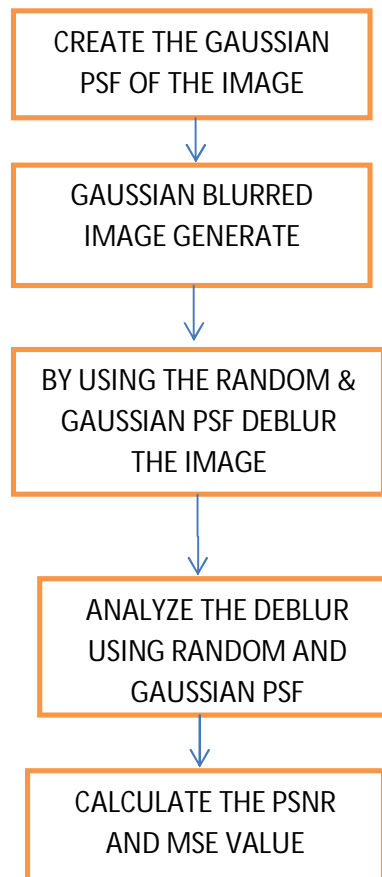 CREATE THE GAUSSIAN
PSF OF THE IMAGE
GAUSSIAN BLURRED
IMAGE GENERATE
BY USING THE RANDOM &
GAUSSIAN PSF DEBLUR
THE IMAGE
ANALYZE THE DEBLUR
USING RANDOM AND
GAUSSIAN PSF
CALCULATE THE PSNR
AND MSE VALUE